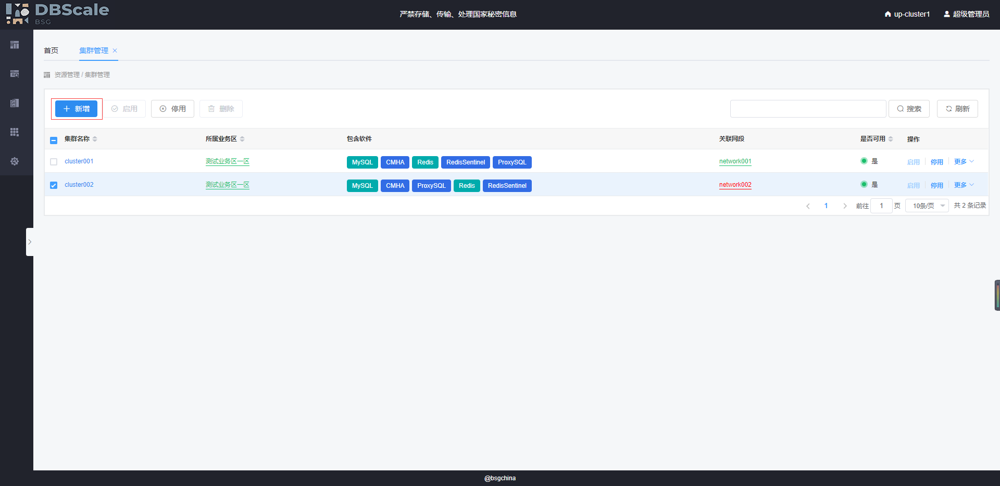 DBScale
BSG
严禁存储、传输、处理国家秘密信息
up-cluster1
超级管理员
首页 集群管理
资源管理 / 集群管理
新增 启用 停用 删除 搜索 刷新
集群名称 所属业务区 包含软件 关联网段 是否可用 操作
cluster001 测试业务区一区 MySQL CMHA Redis RedisSentinel ProxySQL network001 是 启用 停用 更多
cluster002 测试业务区一区 MySQL CMHA ProxySQL Redis RedisSentinel network002 是 启用 停用 更多
1 前往 1 页 10条/页 共 2 条记录
@bsgchina